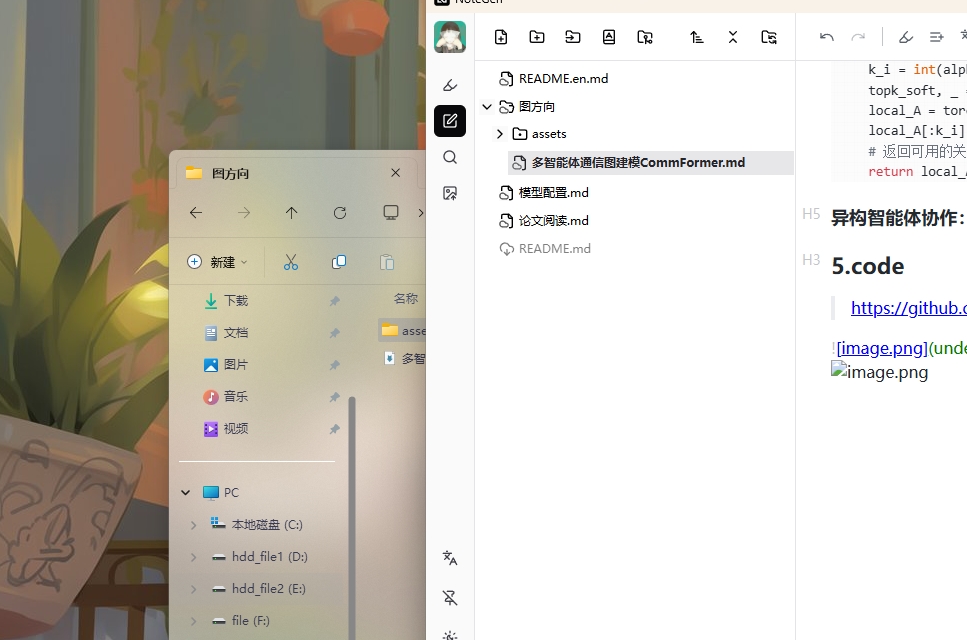 NoteGen
图方向
新建
下载
文档
图片
音乐
视频
PC
本地磁盘 (C:)
hdd_file1 (D:)
hdd_file2 (E:)
file (F:)
名称
asse
多智
README.en.md
图方向
assets
多智能体通信图建模CommFormer.md
模型配置.md
论文阅读.md
README.md
k_i = int(alp
topk_soft, _
local_A = tor
local_A[:k_i]
# 返回可用的关
return local_
H5 异构智能体协作:
H3 5.code
https://github.c
![image.png](unde
image.png